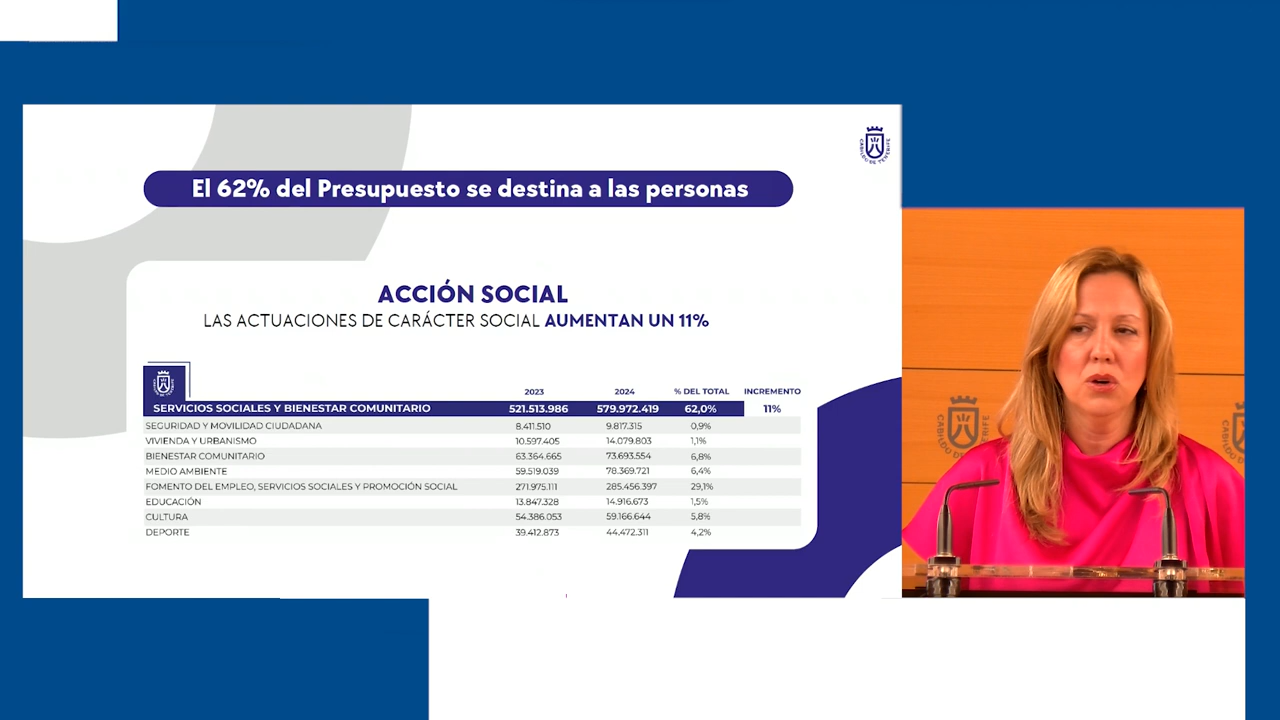 CABILDO DE TENERIFE
El 62% del Presupuesto se destina a las personas
ACCIÓN SOCIAL
LAS ACTUACIONES DE CARÁCTER SOCIAL AUMENTAN UN 11%
2023 2024 % DEL TOTAL INCREMENTO
SERVICIOS SOCIALES Y BIENESTAR COMUNITARIO 521.513.986 579.972.419 62,0% 11%
SEGURIDAD Y MOVILIDAD CIUDADANA 8.411.510 9.817.315 0,9%
VIVIENDA Y URBANISMO 10.597.405 14.079.803 1,1%
BIENESTAR COMUNITARIO 63.364.665 73.693.554 6,8%
MEDIO AMBIENTE 59.519.039 78.369.721 6,4%
FOMENTO DEL EMPLEO, SERVICIOS SOCIALES Y PROMOCIÓN SOCIAL 271.975.111 285.456.397 29,1%
EDUCACIÓN 13.847.328 14.916.673 1,5%
CULTURA 54.386.053 59.166.644 5,8%
DEPORTE 39.412.873 44.472.311 4,2%